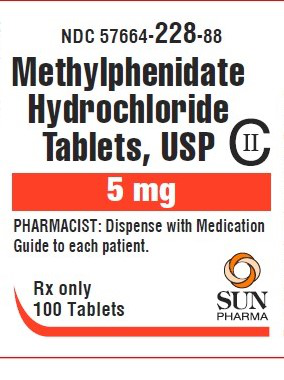 NDC 57664-228-88
Methylphenidate
Hydrochloride
Tablets, USP CII
5 mg
PHARMACIST: Dispense with Medication
Guide to each patient.
Rx only
100 Tablets
SUN
PHARMA